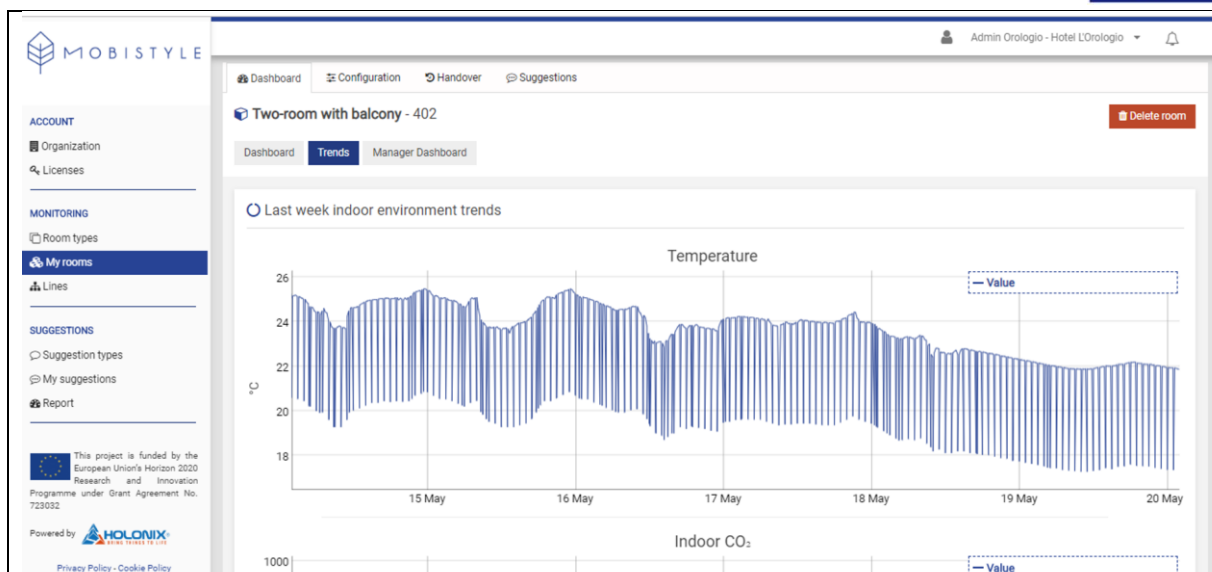 MOBISTYLE
Admin Orologio - Hotel L'Orologio
Dashboard Configuration Handover Suggestions
Two-room with balcony - 402
Delete room
Dashboard Trends Manager Dashboard
ACCOUNT
Organization
Licenses
MONITORING
Room types
My rooms
Lines
SUGGESTIONS
Suggestion types
My suggestions
Report
This project is funded by the
European Union's Horizon 2020
Research and Innovation
Programme under Grant Agreement No.
723032
Powered by HOLONIX
BRING THINGS TO LIFE
Privacy Policy - Cookie Policy
Last week indoor environment trends
Temperature
Value
°C
26
24
22
20
18
15 May 16 May 17 May 18 May 19 May 20 May
Indoor CO₂
1000
Value